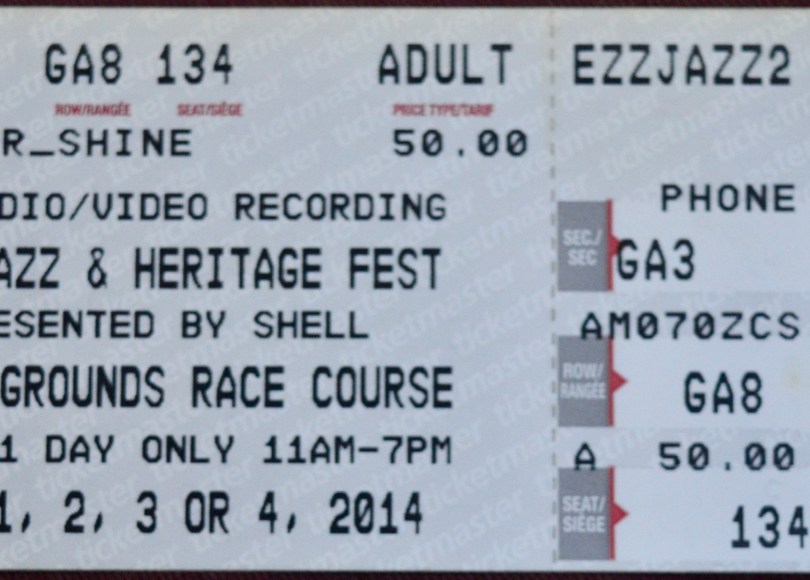 GA8 134 ADULT
ROW/RANGÉE SEAT/SIÈGE PRICE TYPE/TARIF
R_SHINE 50.00
DIO/VIDEO RECORDING
AZZ & HERITAGE FEST
ESENTED BY SHELL
GROUNDS RACE COURSE
1 DAY ONLY 11AM-7PM
1, 2, 3 OR 4, 2014
EZZJAZZ2
PHONE
SEC./
SEC
GA3
AM070ZCS
ROW/
RANGÉE
GA8
A 50.00
SEAT/
SIÈGE
134